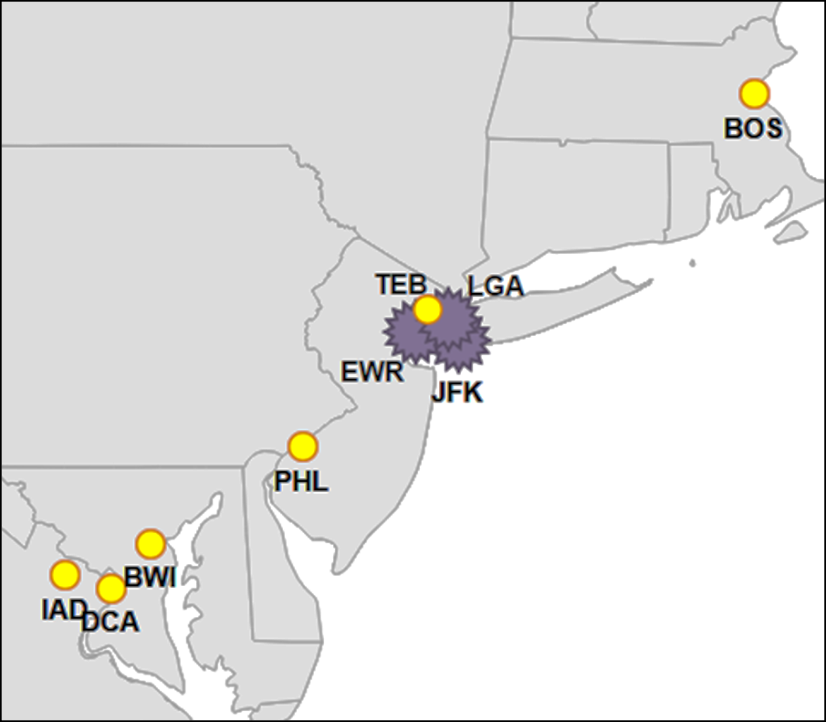 BOS
TEB
LGA
EWR
JFK
PHL
BWI
IAD
DCA